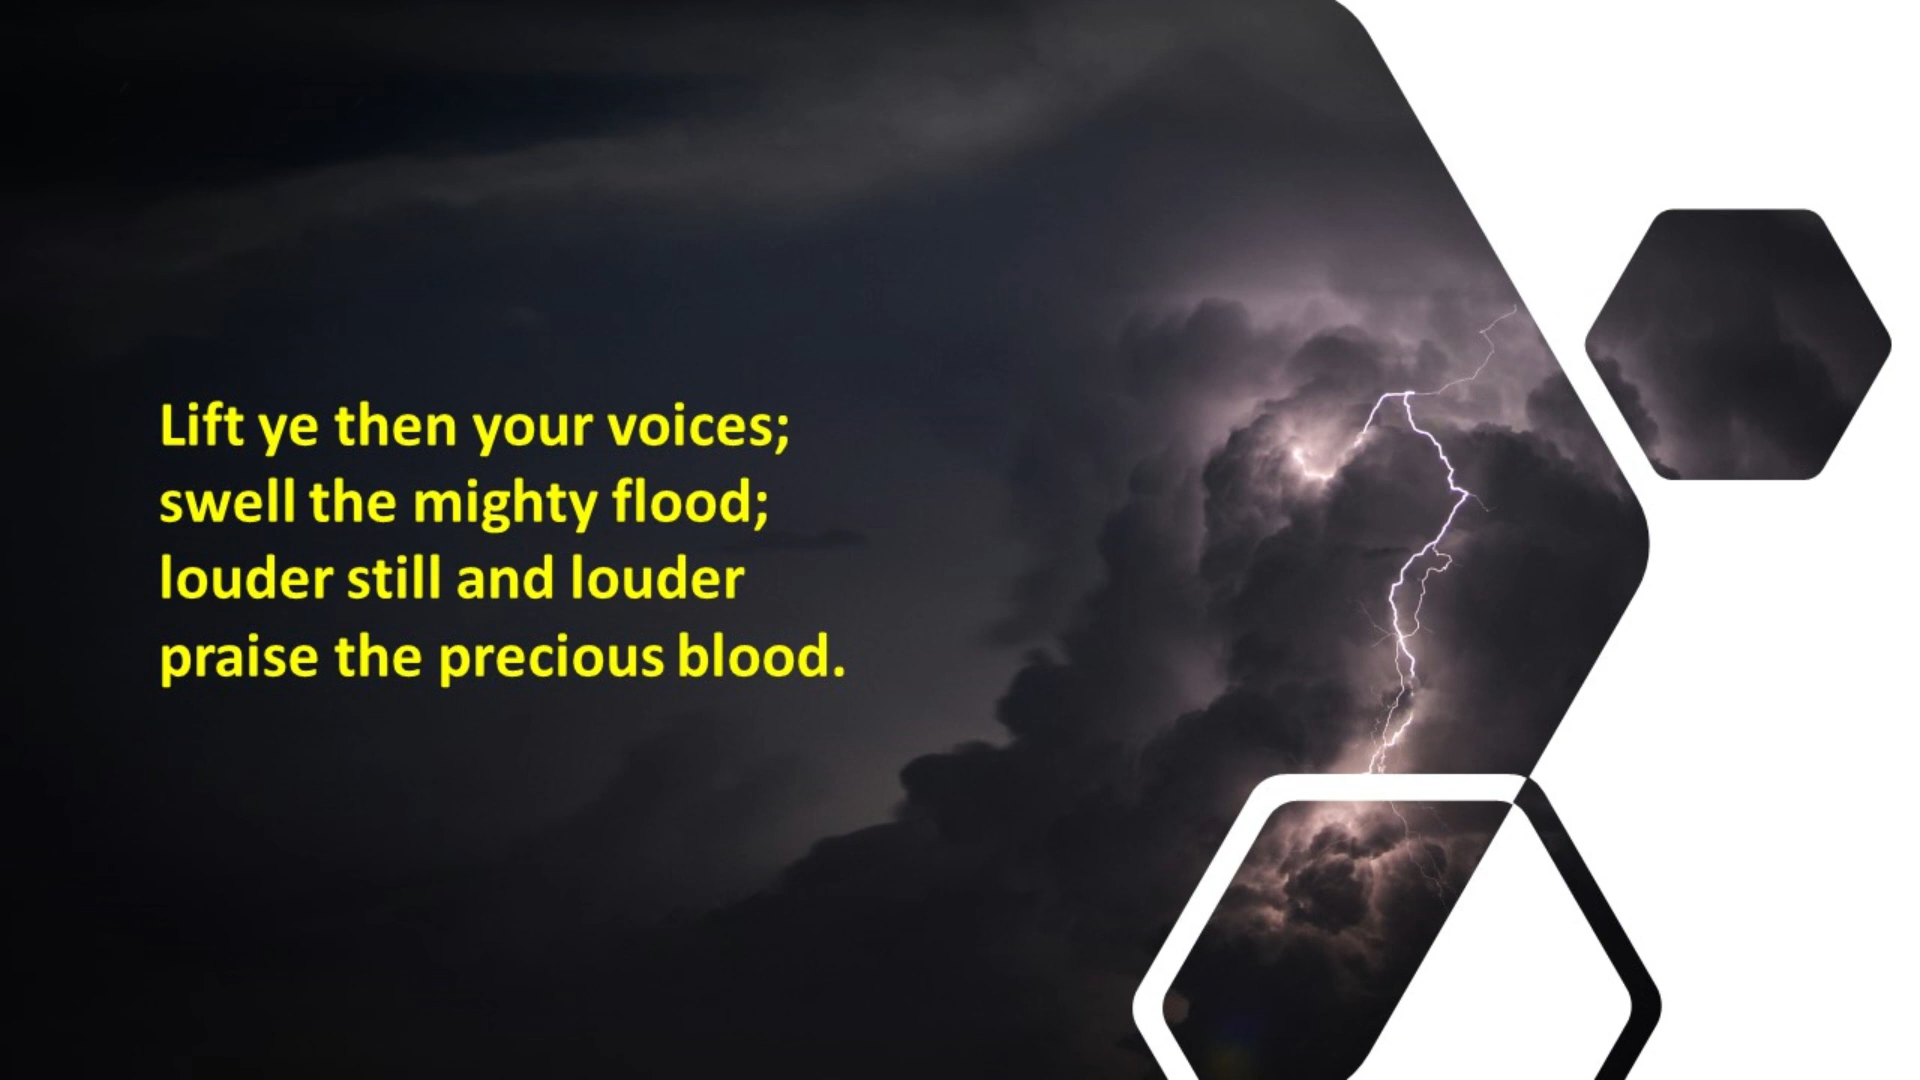 Lift ye then your voices;
swell the mighty flood;
louder still and louder
praise the precious blood.